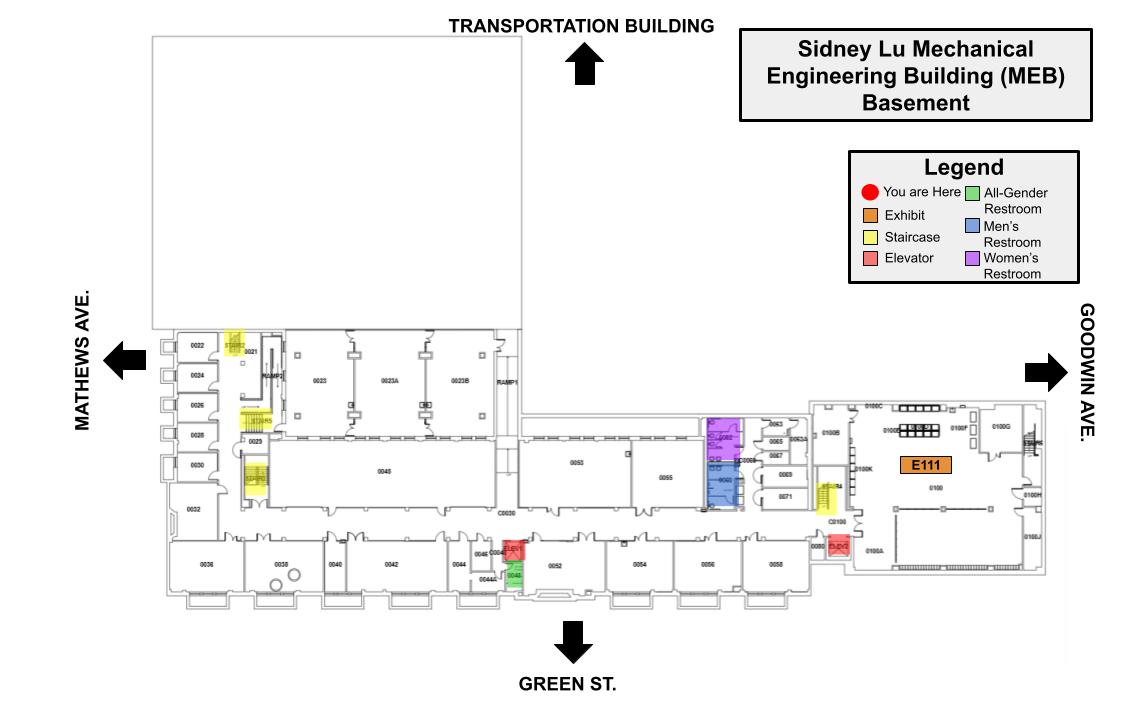 TRANSPORTATION BUILDING
Sidney Lu Mechanical
Engineering Building (MEB)
Basement
Legend
You are Here
Exhibit
Staircase
Elevator
All-Gender
Restroom
Men's
Restroom
Women's
Restroom
MATHEWS AVE.
GOODWIN AVE.
0022
STAIR2
0021
0024
RAMP2
0023
0023A
0023B
RAMP1
0026
0028
0029
0030
0032
0045
0053
0055
0063
0065
0063A
0067
0069
0071
0100C
0100B
0100F
0100G
0100K
E111
0100
0100H
0100J
C0030
C0100
0080
0100A
ELEV1
ELEV2
0036
0038
0040
0042
0044
0046
0044A
0048
0052
0054
0056
0058
GREEN ST.